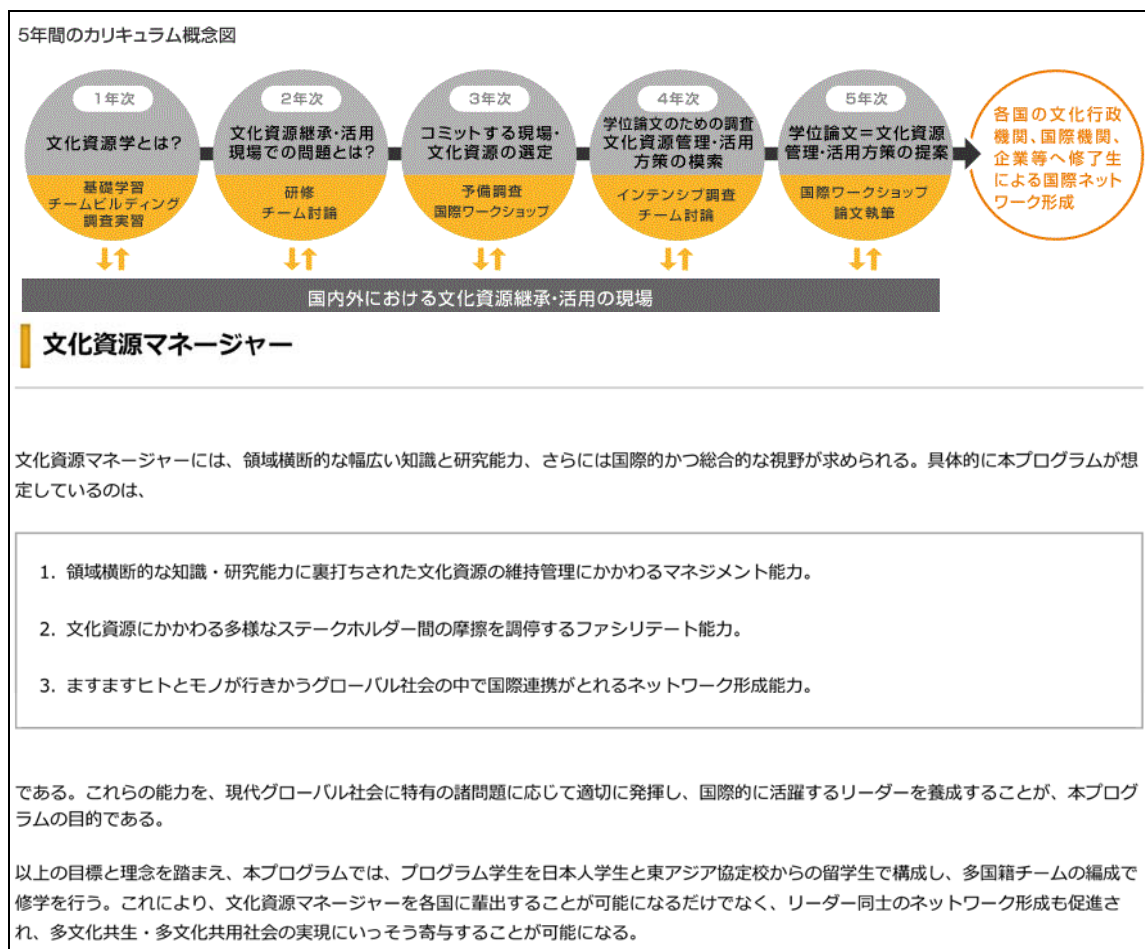 5年間のカリキュラム概念図
1年次
文化資源学とは?
基礎学習
チームビルディング
調査実習
2年次
文化資源継承・活用
現場での問題とは?
研修
チーム討論
3年次
コミットする現場・
文化資源の選定
予備調査
国際ワークショップ
4年次
学位論文のための調査
文化資源管理・活用
方策の模索
インテンシブ調査
チーム討論
5年次
学位論文=文化資源
管理・活用方策の提案
国際ワークショップ
論文執筆
各国の文化行政
機関、国際機関、
企業等へ修了生
による国際ネット
ワーク形成
国内外における文化資源継承・活用の現場
文化資源マネージャー
文化資源マネージャーには、領域横断的な幅広い知識と研究能力、さらには国際的かつ総合的な視野が求められる。具体的に本プログラムが想
定しているのは、
1. 領域横断的な知識・研究能力に裏打ちされた文化資源の維持管理にかかわるマネジメント能力。
2. 文化資源にかかわる多様なステークホルダー間の摩擦を調停するファシリテート能力。
3. ますますヒトとモノが行きかうグローバル社会の中で国際連携がとれるネットワーク形成能力。
である。これらの能力を、現代グローバル社会に特有の諸問題に応じて適切に発揮し、国際的に活躍するリーダーを養成することが、本プログ
ラムの目的である。
以上の目標と理念を踏まえ、本プログラムでは、プログラム学生を日本人学生と東アジア協定校からの留学生で構成し、多国籍チームの編成で
修学を行う。これにより、文化資源マネージャーを各国に輩出することが可能になるだけでなく、リーダー同士のネットワーク形成も促進さ
れ、多文化共生・多文化共用社会の実現にいっそう寄与することが可能になる。